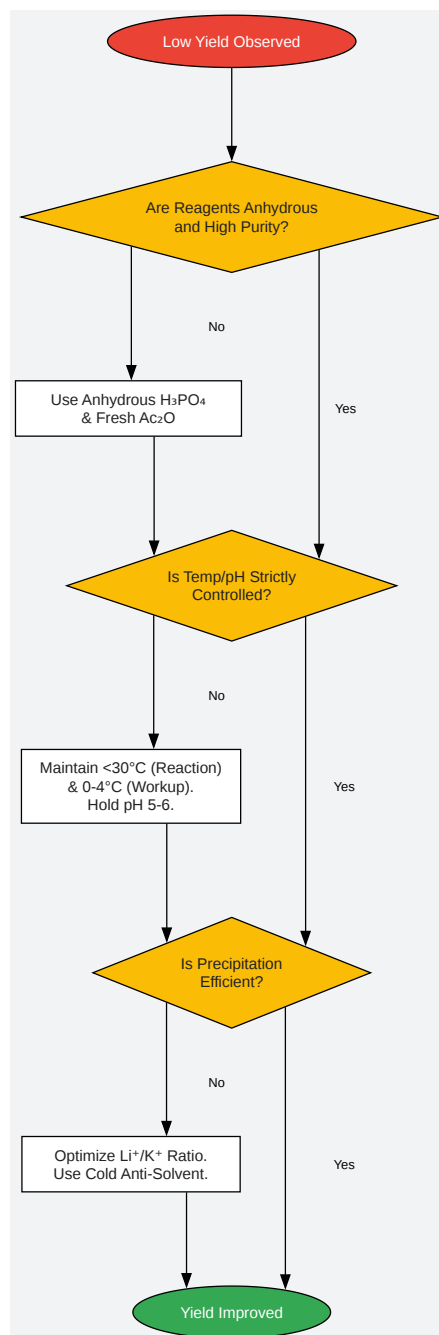 Low Yield Observed
Are Reagents Anhydrous
and High Purity?
No
Use Anhydrous H₃PO₄
& Fresh Ac₂O
Yes
Is Temp/pH Strictly
Controlled?
No
Maintain <30°C (Reaction)
& 0-4°C (Workup).
Hold pH 5-6.
Yes
Is Precipitation
Efficient?
No
Optimize Li⁺/K⁺ Ratio.
Use Cold Anti-Solvent.
Yes
Yield Improved